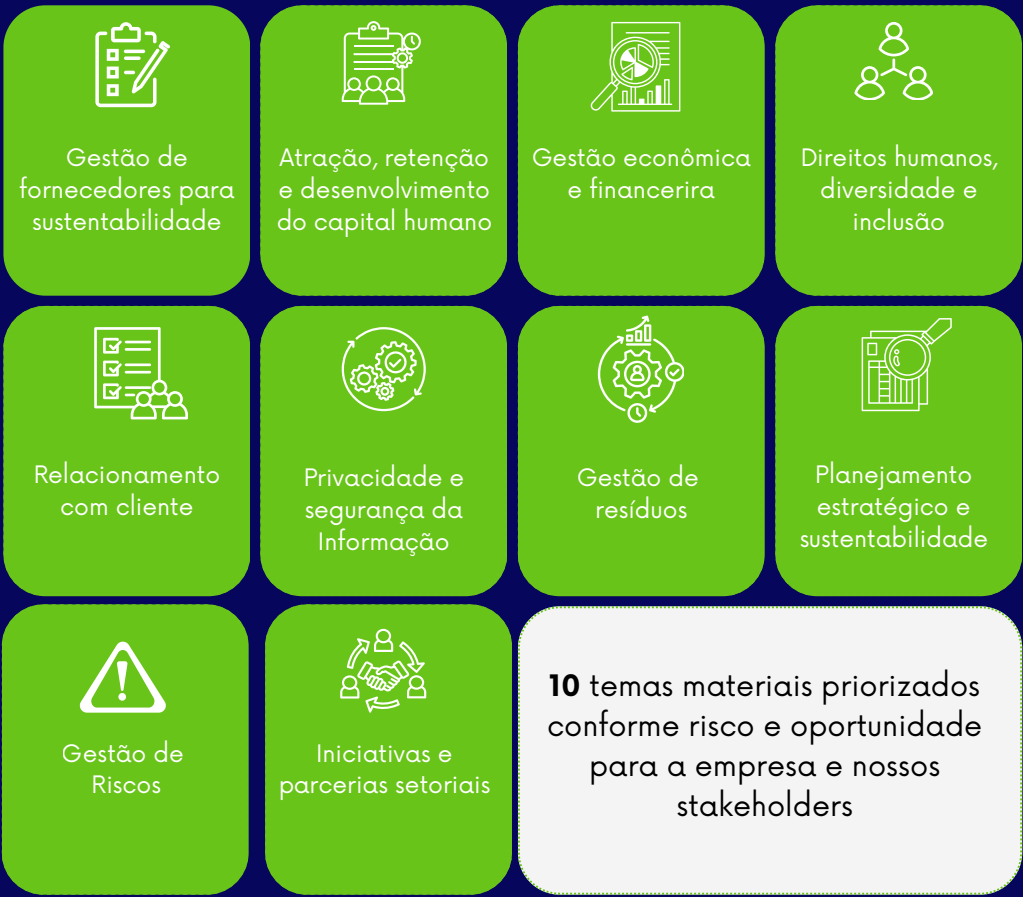 Gestão de
fornecedores para
sustentabilidade
Atração, retenção
e desenvolvimento
do capital humano
Gestão econômica
e financerira
Direitos humanos,
diversidade e
inclusão
Relacionamento
com cliente
Privacidade e
segurança da
Informação
Gestão de
resíduos
Planejamento
estratégico e
sustentabilidade
Gestão de
Riscos
Iniciativas e
parcerias setoriais
10 temas materiais priorizados
conforme risco e oportunidade
para a empresa e nossos
stakeholders